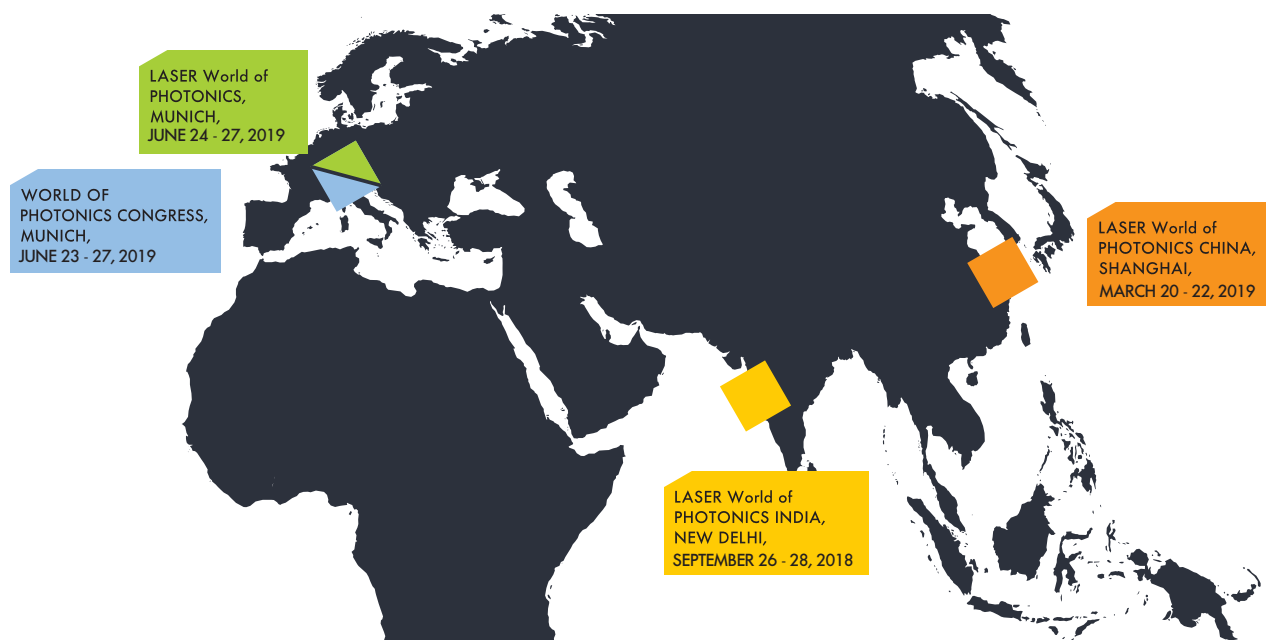 LASER World of
PHOTONICS,
MUNICH,
JUNE 24 - 27, 2019
WORLD OF
PHOTONICS CONGRESS,
MUNICH,
JUNE 23 - 27, 2019
LASER World of
PHOTONICS CHINA,
SHANGHAI,
MARCH 20 - 22, 2019
LASER World of
PHOTONICS INDIA,
NEW DELHI,
SEPTEMBER 26 - 28, 2018